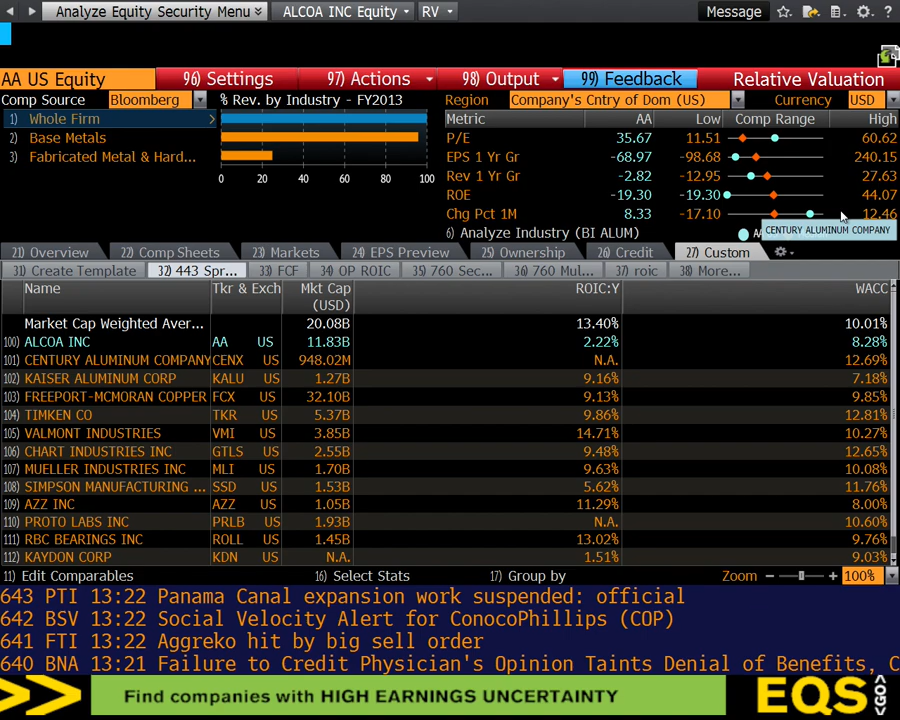 Analyze Equity Security Menu ALCOA INC Equity RV Message ?
AA US Equity 96) Settings 97) Actions 98) Output 99) Feedback Relative Valuation
Comp Source Bloomberg % Rev. by Industry - FY2013 Region Company's Cntry of Dom (US) Currency USD
1) Whole Firm
2) Base Metals
3) Fabricated Metal & Hard...
0 20 40 60 80 100
Metric AA Low Comp Range High
P/E 35.67 11.51 60.62
EPS 1 Yr Gr -68.97 -98.68 240.15
Rev 1 Yr Gr -2.82 -12.95 27.63
ROE -19.30 -19.30 44.07
Chg Pct 1M 8.33 -17.10 12.46
6) Analyze Industry (BI ALUM)
CENTURY ALUMINUM COMPANY
21) Overview 22) Comp Sheets 23) Markets 24) EPS Preview 25) Ownership 26) Credit 27) Custom
31) Create Template 32) 443 Spr... 33) FCF 34) OP ROIC 35) 760 Sec... 36) 760 Mul... 37) roic 38) More...
Name Tkr & Exch Mkt Cap (USD) ROIC:Y WACC
Market Cap Weighted Aver... 20.08B 13.40% 10.01%
100) ALCOA INC AA US 11.83B 2.22% 8.28%
101) CENTURY ALUMINUM COMPANY CENX US 948.02M N.A. 12.69%
102) KAISER ALUMINUM CORP KALU US 1.27B 9.16% 7.18%
103) FREEPORT-MCMORAN COPPER FCX US 32.10B 9.13% 9.85%
104) TIMKEN CO TKR US 5.37B 9.86% 12.81%
105) VALMONT INDUSTRIES VMI US 3.85B 14.71% 10.27%
106) CHART INDUSTRIES INC GTLS US 2.55B 9.48% 12.65%
107) MUELLER INDUSTRIES INC MLI US 1.70B 9.63% 10.08%
108) SIMPSON MANUFACTURING ... SSD US 1.53B 5.62% 11.76%
109) AZZ INC AZZ US 1.05B 11.29% 8.00%
110) PROTO LABS INC PRLB US 1.93B N.A. 10.60%
111) RBC BEARINGS INC ROLL US 1.45B 13.02% 9.76%
112) KAYDON CORP KDN US N.A. 1.51% 9.03%
11) Edit Comparables 16) Select Stats 17) Group by Zoom - + 100%
643 PTI 13:22 Panama Canal expansion work suspended: official
642 BSV 13:22 Social Velocity Alert for ConocoPhillips (COP)
641 FTI 13:22 Aggreko hit by big sell order
640 BNA 13:21 Failure to Credit Physician's Opinion Taints Denial of Benefits, C
Find companies with HIGH EARNINGS UNCERTAINTY EQS <GO>